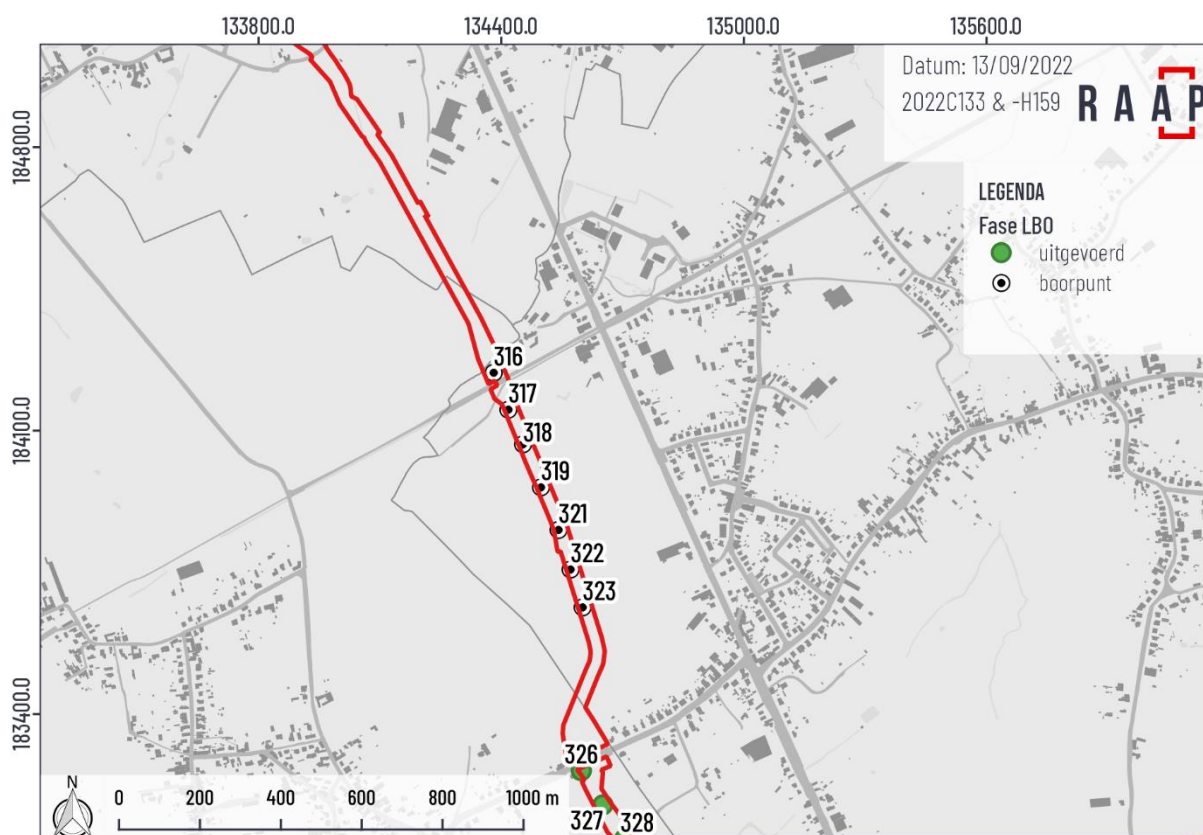 133800.0 134400.0 135000.0 135600.0
Datum: 13/09/2022
2022C133 & -H159
RAAP
184800.0
LEGENDA
Fase LBO
uitgevoerd
boorpunt
316
317
184100.0
318
319
321
322
323
183400.0
326
N
0 200 400 600 800 1000 m
327 328